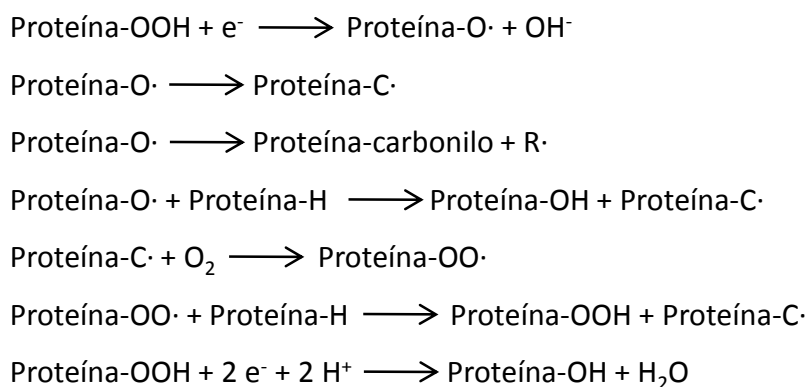 Proteína-OOH + e⁻ ⟶ Proteína-O· + OH⁻
Proteína-O· ⟶ Proteína-C·
Proteína-O· ⟶ Proteína-carbonilo + R·
Proteína-O· + Proteína-H ⟶ Proteína-OH + Proteína-C·
Proteína-C· + O₂ ⟶ Proteína-OO·
Proteína-OO· + Proteína-H ⟶ Proteína-OOH + Proteína-C·
Proteína-OOH + 2 e⁻ + 2 H⁺ ⟶ Proteína-OH + H₂O